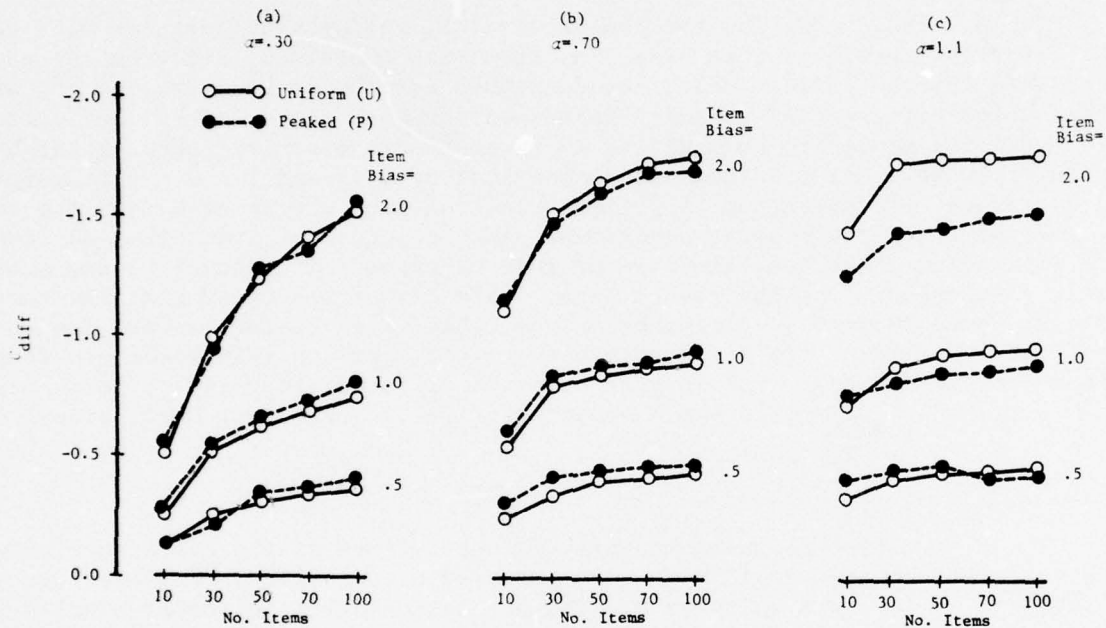 (a)
α=.30
(b)
α=.70
(c)
α=1.1
Uniform (U)
Peaked (P)
Item
Bias=
2.0
1.0
.5
Item
Bias=
2.0
1.0
.5
Item
Bias=
2.0
1.0
.5
diff
-2.0
-1.5
-1.0
-0.5
0.0
10 30 50 70 100
No. Items
10 30 50 70 100
No. Items
10 30 50 70 100
No. Items